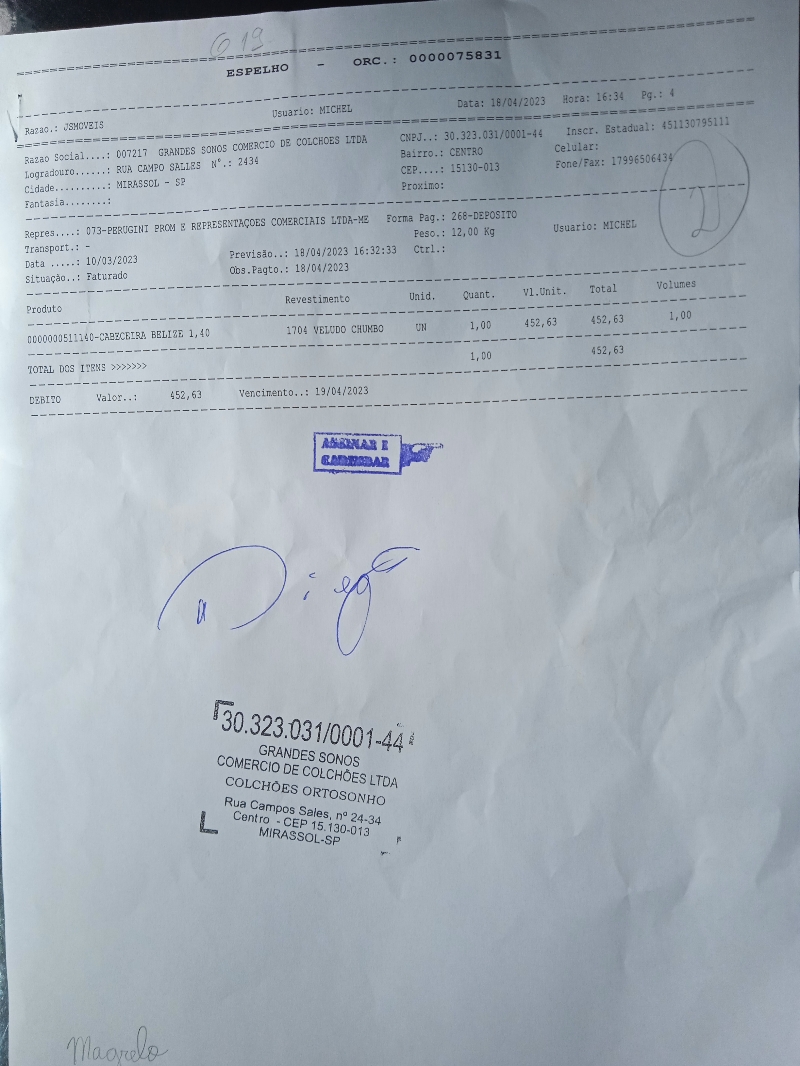 G 19
ESPELHO - ORC.: 0000075831
Razao.: JSMOVEIS Usuario: MICHEL Data: 18/04/2023 Hora: 16:34 Pg.: 4
Razao Social....: 007217 GRANDES SONOS COMERCIO DE COLCHOES LTDA CNPJ..: 30.323.031/0001-44 Inscr. Estadual: 451130795111
Logradouro......: RUA CAMPO SALLES Nº.: 2434 Bairro.: CENTRO Celular:
Cidade..........: MIRASSOL - SP CEP....: 15130-013 Fone/Fax: 17996506434
Fantasia........: Proximo:
Repres....: 073-PERUGINI PROM E REPRESENTAÇOES COMERCIAIS LTDA-ME Forma Pag.: 268-DEPOSITO
Transport.: - Peso.: 12,00 Kg Usuario: MICHEL
Data .....: 10/03/2023 Previsão..: 18/04/2023 16:32:33 Ctrl.:
Situação..: Faturado Obs.Pagto.: 18/04/2023
Produto Revestimento Unid. Quant. Vl.Unit. Total Volumes
0000000511140-CABECEIRA BELIZE 1,40 1704 VELUDO CHUMBO UN 1,00 452,63 452,63 1,00
TOTAL DOS ITENS >>>>>>> 1,00 452,63
DEBITO Valor..: 452,63 Vencimento..: 19/04/2023
ASSINAR E
CARIMBAR
Diego
30.323.031/0001-44
GRANDES SONOS
COMERCIO DE COLCHÕES LTDA
COLCHÕES ORTOSONHO
Rua Campos Sales, nº 24-34
Centro - CEP 15.130-013
MIRASSOL-SP
Magrelo